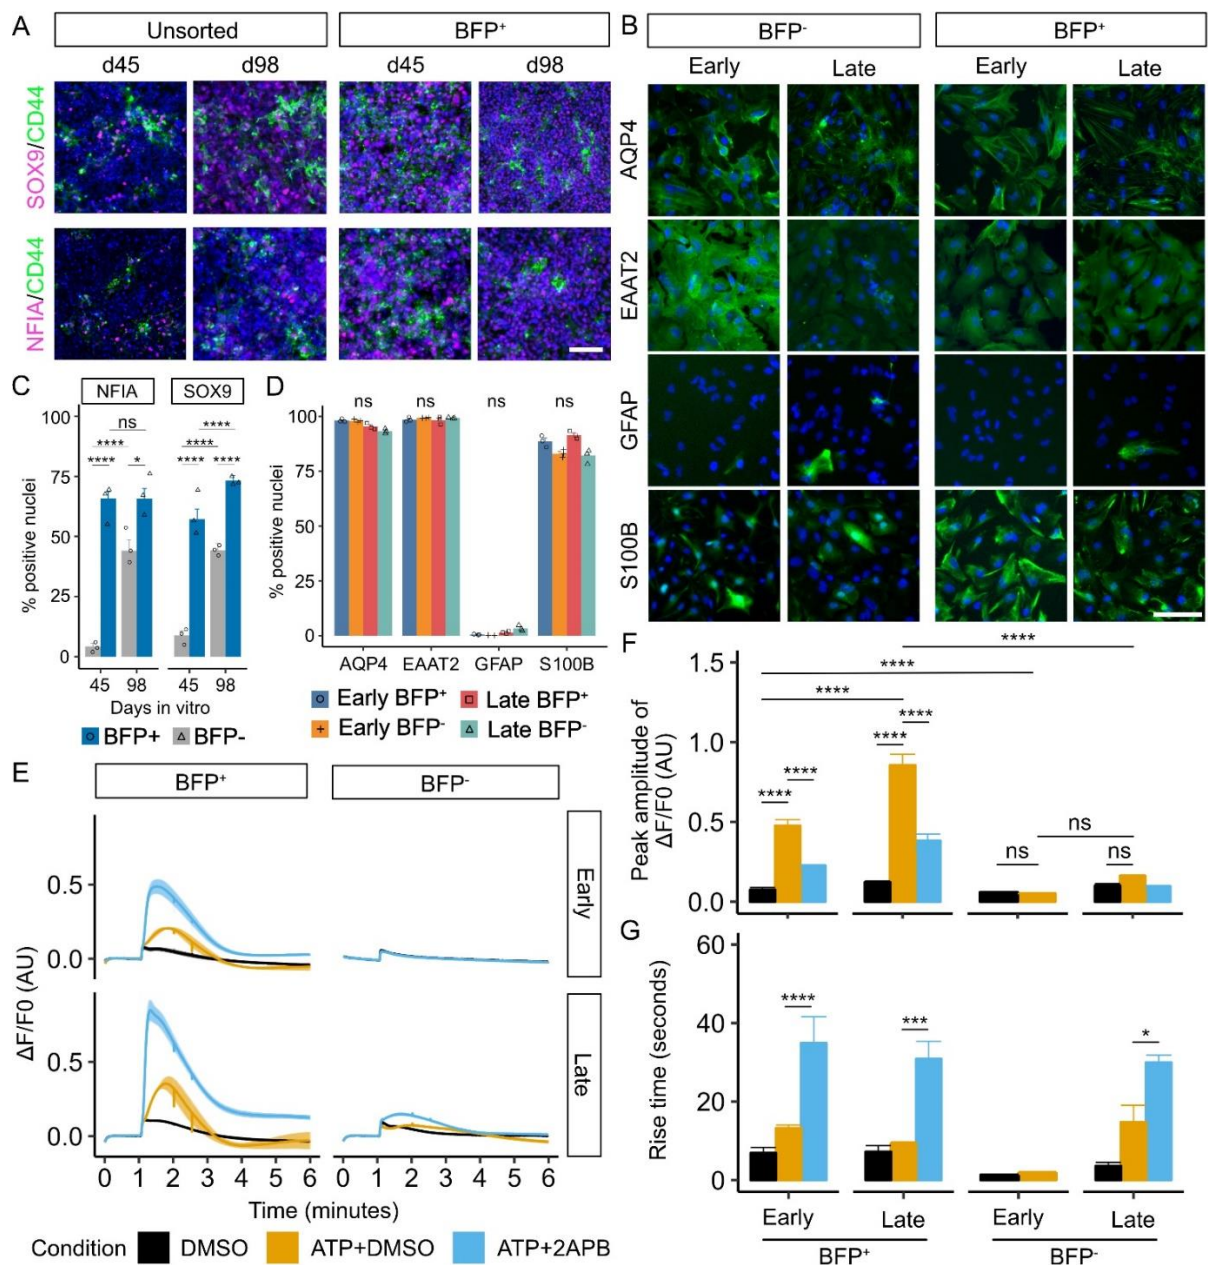 A
Unsorted
BFP+
d45
d98
d45
d98
SOX9/CD44
NFIA/CD44
B
BFP-
BFP+
Early
Late
Early
Late
AQP4
EAAT2
GFAP
S100B
C
NFIA
SOX9
% positive nuclei
100
75
50
25
0
ns
****
****
*
****
****
****
****
45
98
45
98
Days in vitro
BFP+
BFP-
D
% positive nuclei
100
75
50
25
0
ns
ns
ns
ns
AQP4
EAAT2
GFAP
S100B
Early BFP+
Late BFP+
Early BFP-
Late BFP-
E
BFP+
BFP-
Early
Late
ΔF/F0 (AU)
0.5
0.0
0.5
0.0
0 1 2 3 4 5 6
0 1 2 3 4 5 6
Time (minutes)
Condition
DMSO
ATP+DMSO
ATP+2APB
F
Peak amplitude of
ΔF/F0 (AU)
1.5
1.0
0.5
0.0
****
****
****
****
****
****
****
ns
ns
ns
G
Rise time (seconds)
60
40
20
0
****
***
*
Early
Late
Early
Late
BFP+
BFP-